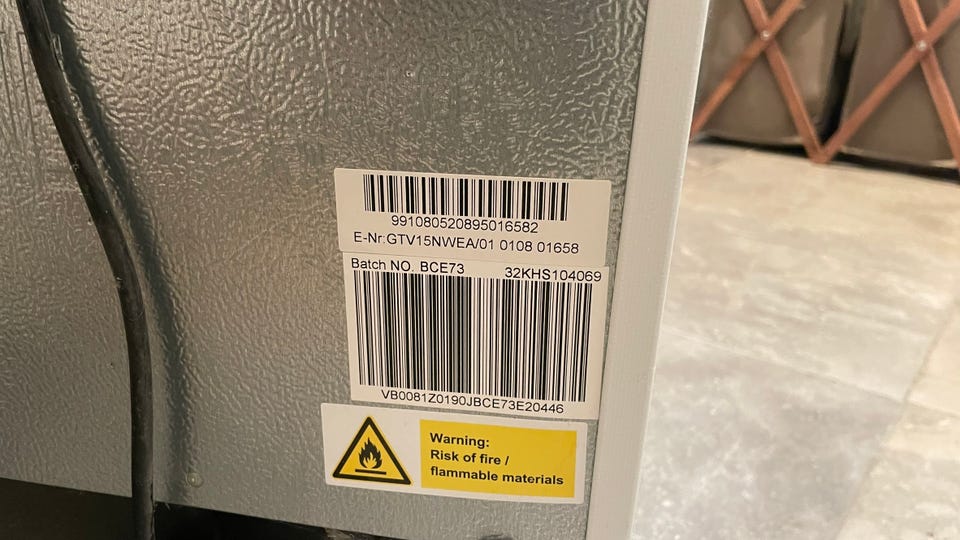 991080520895016582
E-Nr:GTV15NWEA/01 0108 01658
Batch NO. BCE73 32KHS104069
VB0081Z0190JBCE73E20446
Warning:
Risk of fire /
flammable materials